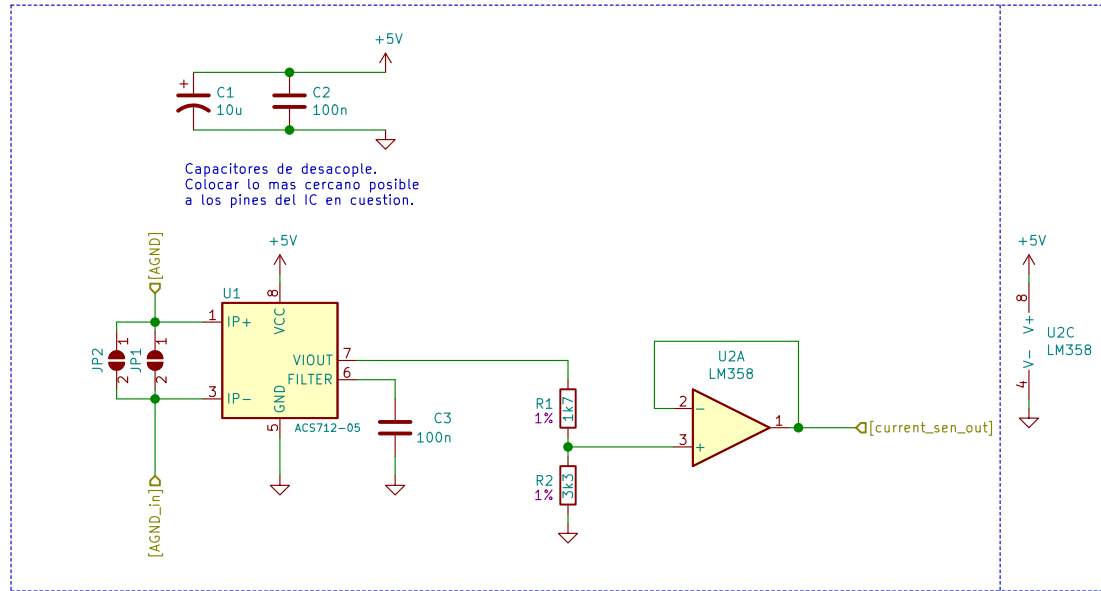 +5V
+
C1
10u
C2
100n
Capacitores de desacople.
Colocar lo mas cercano posible
a los pines del IC en cuestion.
[AGND]
+5V
U1
8
VCC
1
IP+
JP2
1
2
JP1
1
2
VIOUT
7
FILTER
6
3
IP-
GND
5
ACS712-05
C3
100n
[AGND_in]
R1
1%
1k7
R2
1%
3k3
U2A
LM358
2
-
3
+
1
[current_sen_out]
+5V
8
V+
U2C
LM358
V-
4